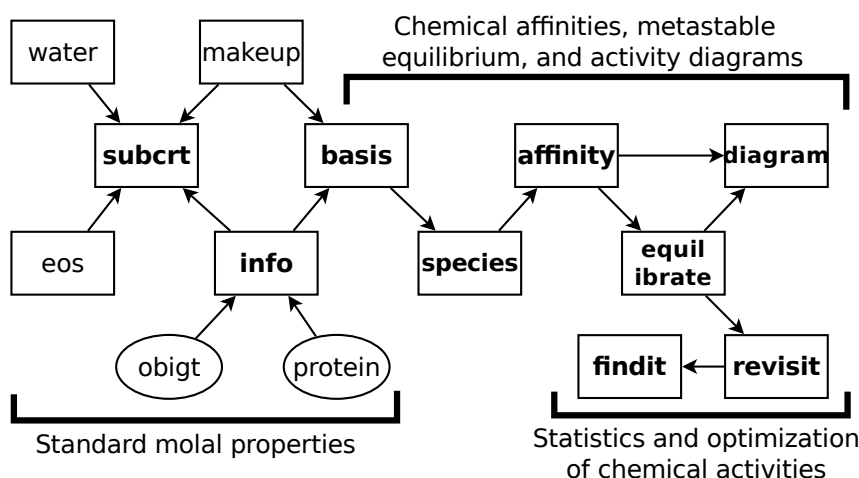 Chemical affinities, metastable
equilibrium, and activity diagrams
water
makeup
subcrt
basis
affinity
diagram
eos
info
species
equil
ibrate
obigt
protein
findit
revisit
Standard molal properties
Statistics and optimization
of chemical activities